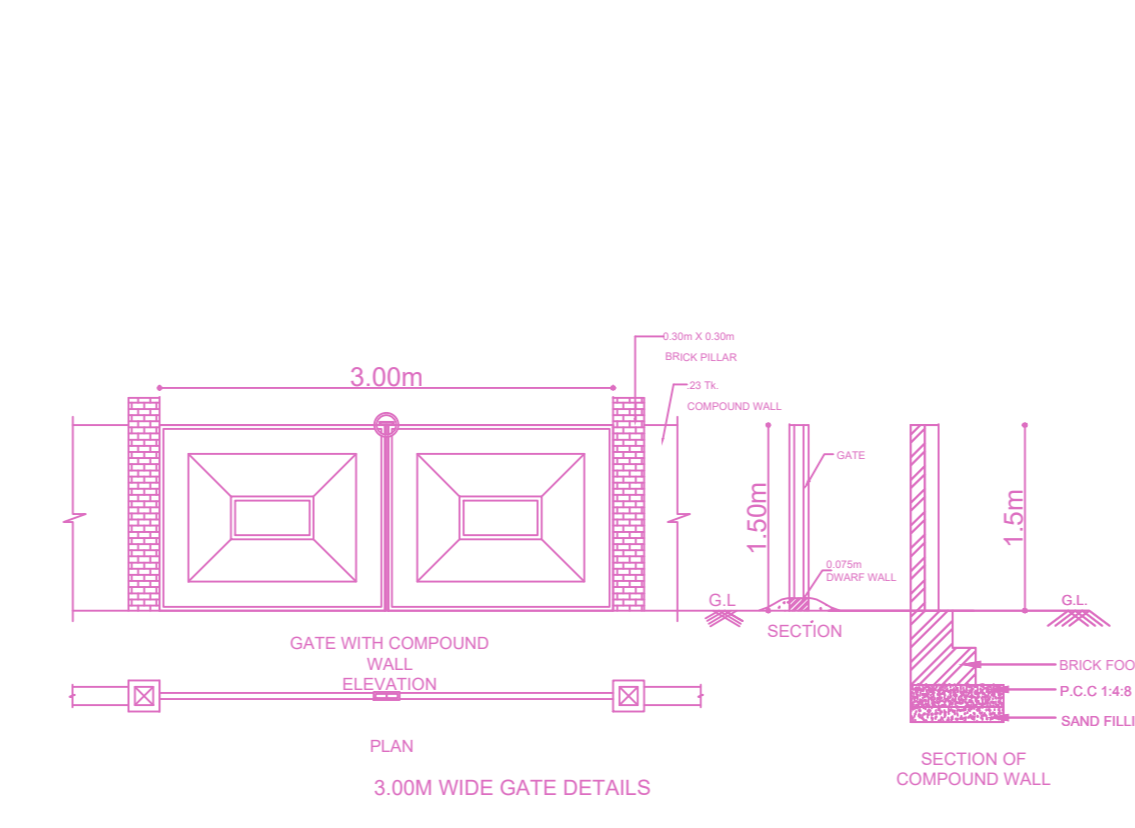 0.30m X 0.30m
BRICK PILLAR
3.00m
.23 Tk.
COMPOUND WALL
GATE
1.50m
1.5m
0.075m
DWARF WALL
G.L
G.L.
SECTION
GATE WITH COMPOUND
WALL
ELEVATION
BRICK FOO
P.C.C 1:4:8
SAND FILLI
PLAN
SECTION OF
COMPOUND WALL
3.00M WIDE GATE DETAILS